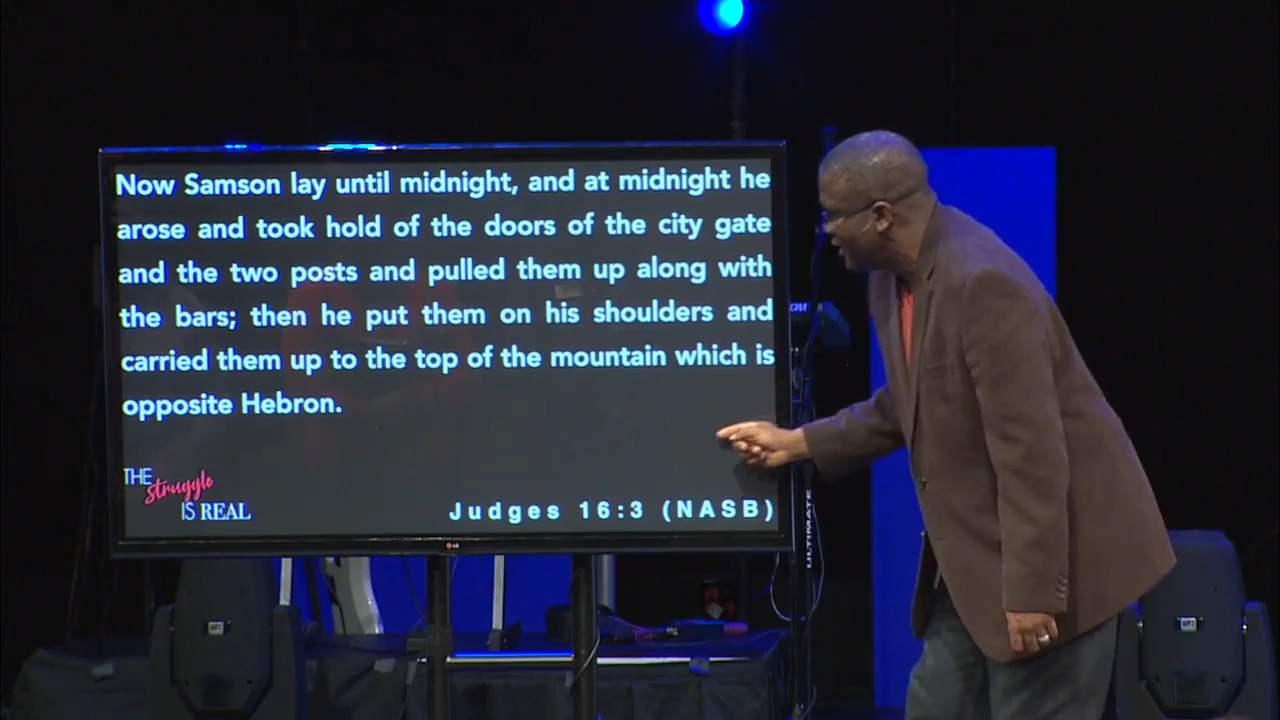 Now Samson lay until midnight, and at midnight he
arose and took hold of the doors of the city gate
and the two posts and pulled them up along with
the bars; then he put them on his shoulders and
carried them up to the top of the mountain which is
opposite Hebron.
THE
struggle
IS REAL
Judges 16:3 (NASB)
LG
ULTIMATE